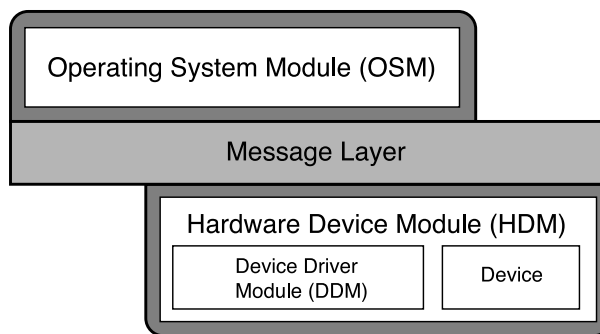 Operating System Module (OSM)
Message Layer
Hardware Device Module (HDM)
Device Driver
Module (DDM)
Device